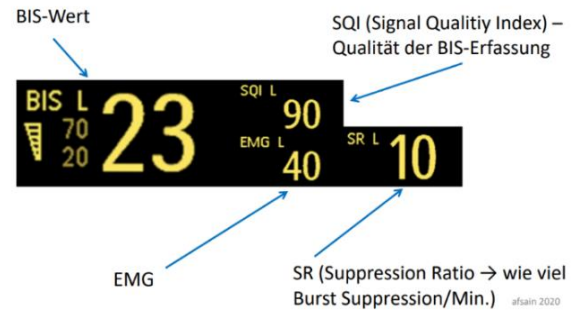 BIS-Wert
SQI (Signal Qualitiy Index) –
Qualität der BIS-Erfassung
BIS L
70
20
23
SQI L
90
EMG L
40
SR L
10
EMG
SR (Suppression Ratio → wie viel
Burst Suppression/Min.)
afsain 2020